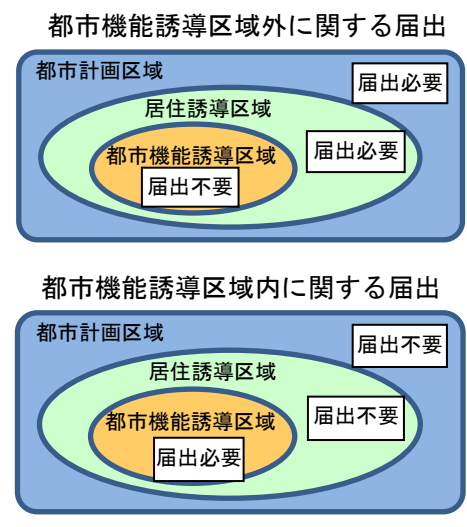 都市機能誘導区域外に関する届出
都市計画区域
届出必要
居住誘導区域
届出必要
都市機能誘導区域
届出不要
都市機能誘導区域内に関する届出
都市計画区域
届出不要
居住誘導区域
届出不要
都市機能誘導区域
届出必要